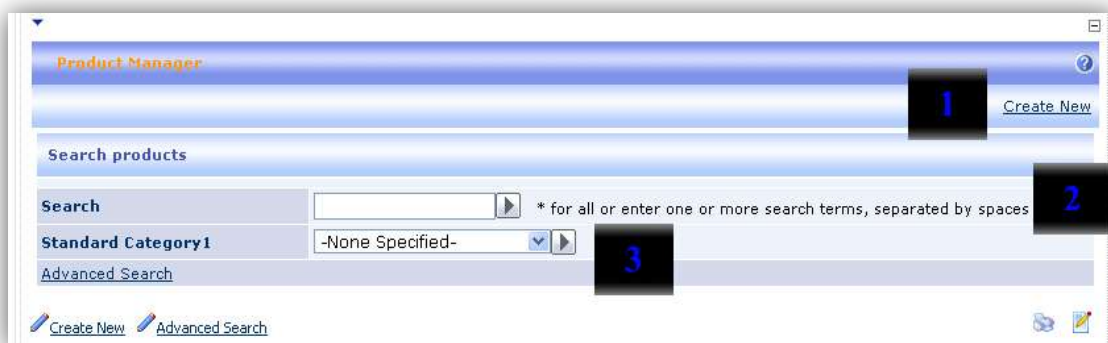 Product Manager
1
Create New
Search products
Search * for all or enter one or more search terms, separated by spaces 2
Standard Category1 -None Specified- 3
Advanced Search
Create New Advanced Search